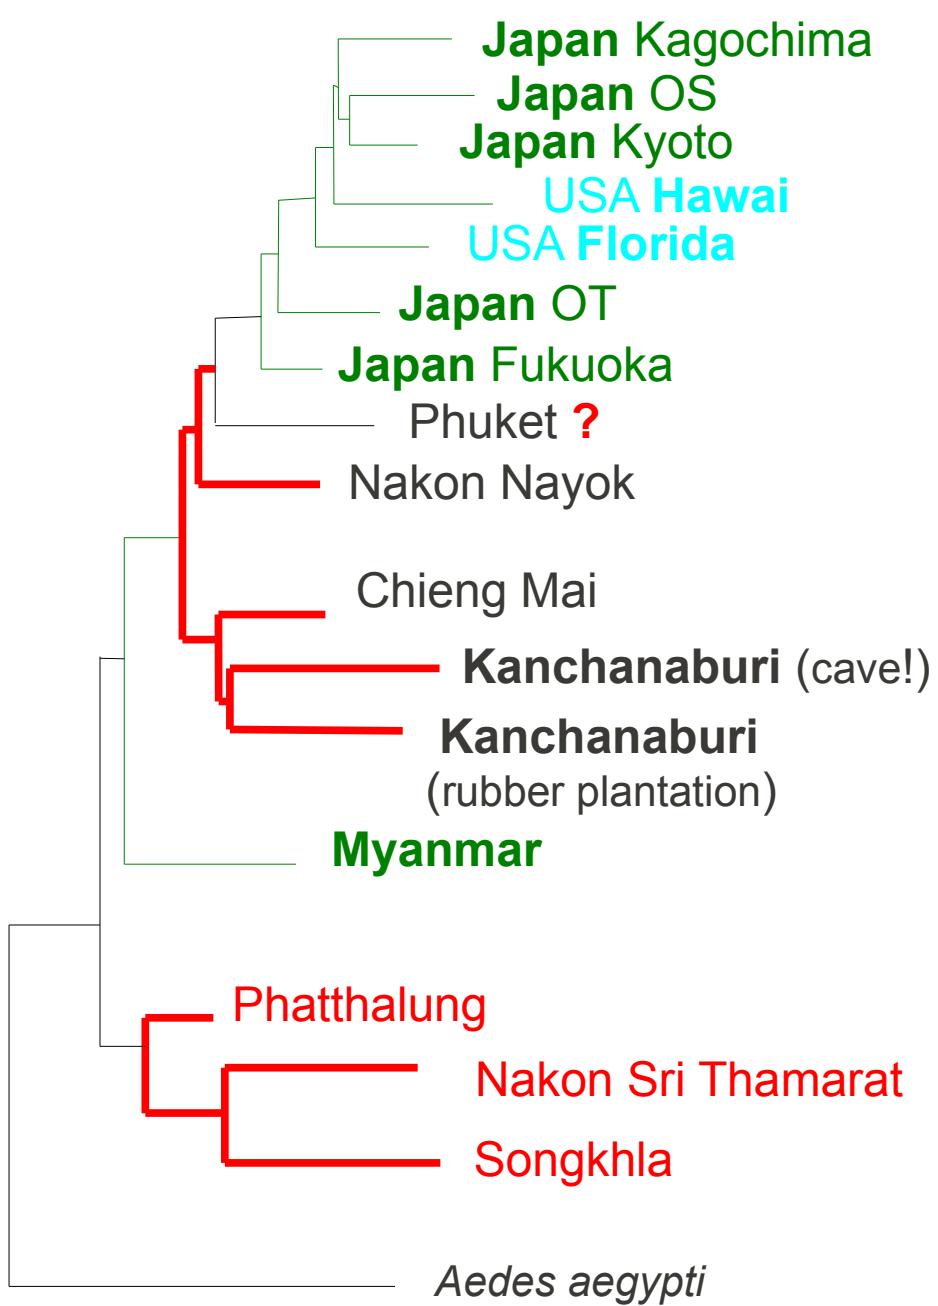 Japan Kagochima
Japan OS
Japan Kyoto
USA Hawai
USA Florida
Japan OT
Japan Fukuoka
Phuket ?
Nakon Nayok
Chieng Mai
Kanchanaburi (cave!)
Kanchanaburi
(rubber plantation)
Myanmar
Phatthalung
Nakon Sri Thamarat
Songkhla
Aedes aegypti